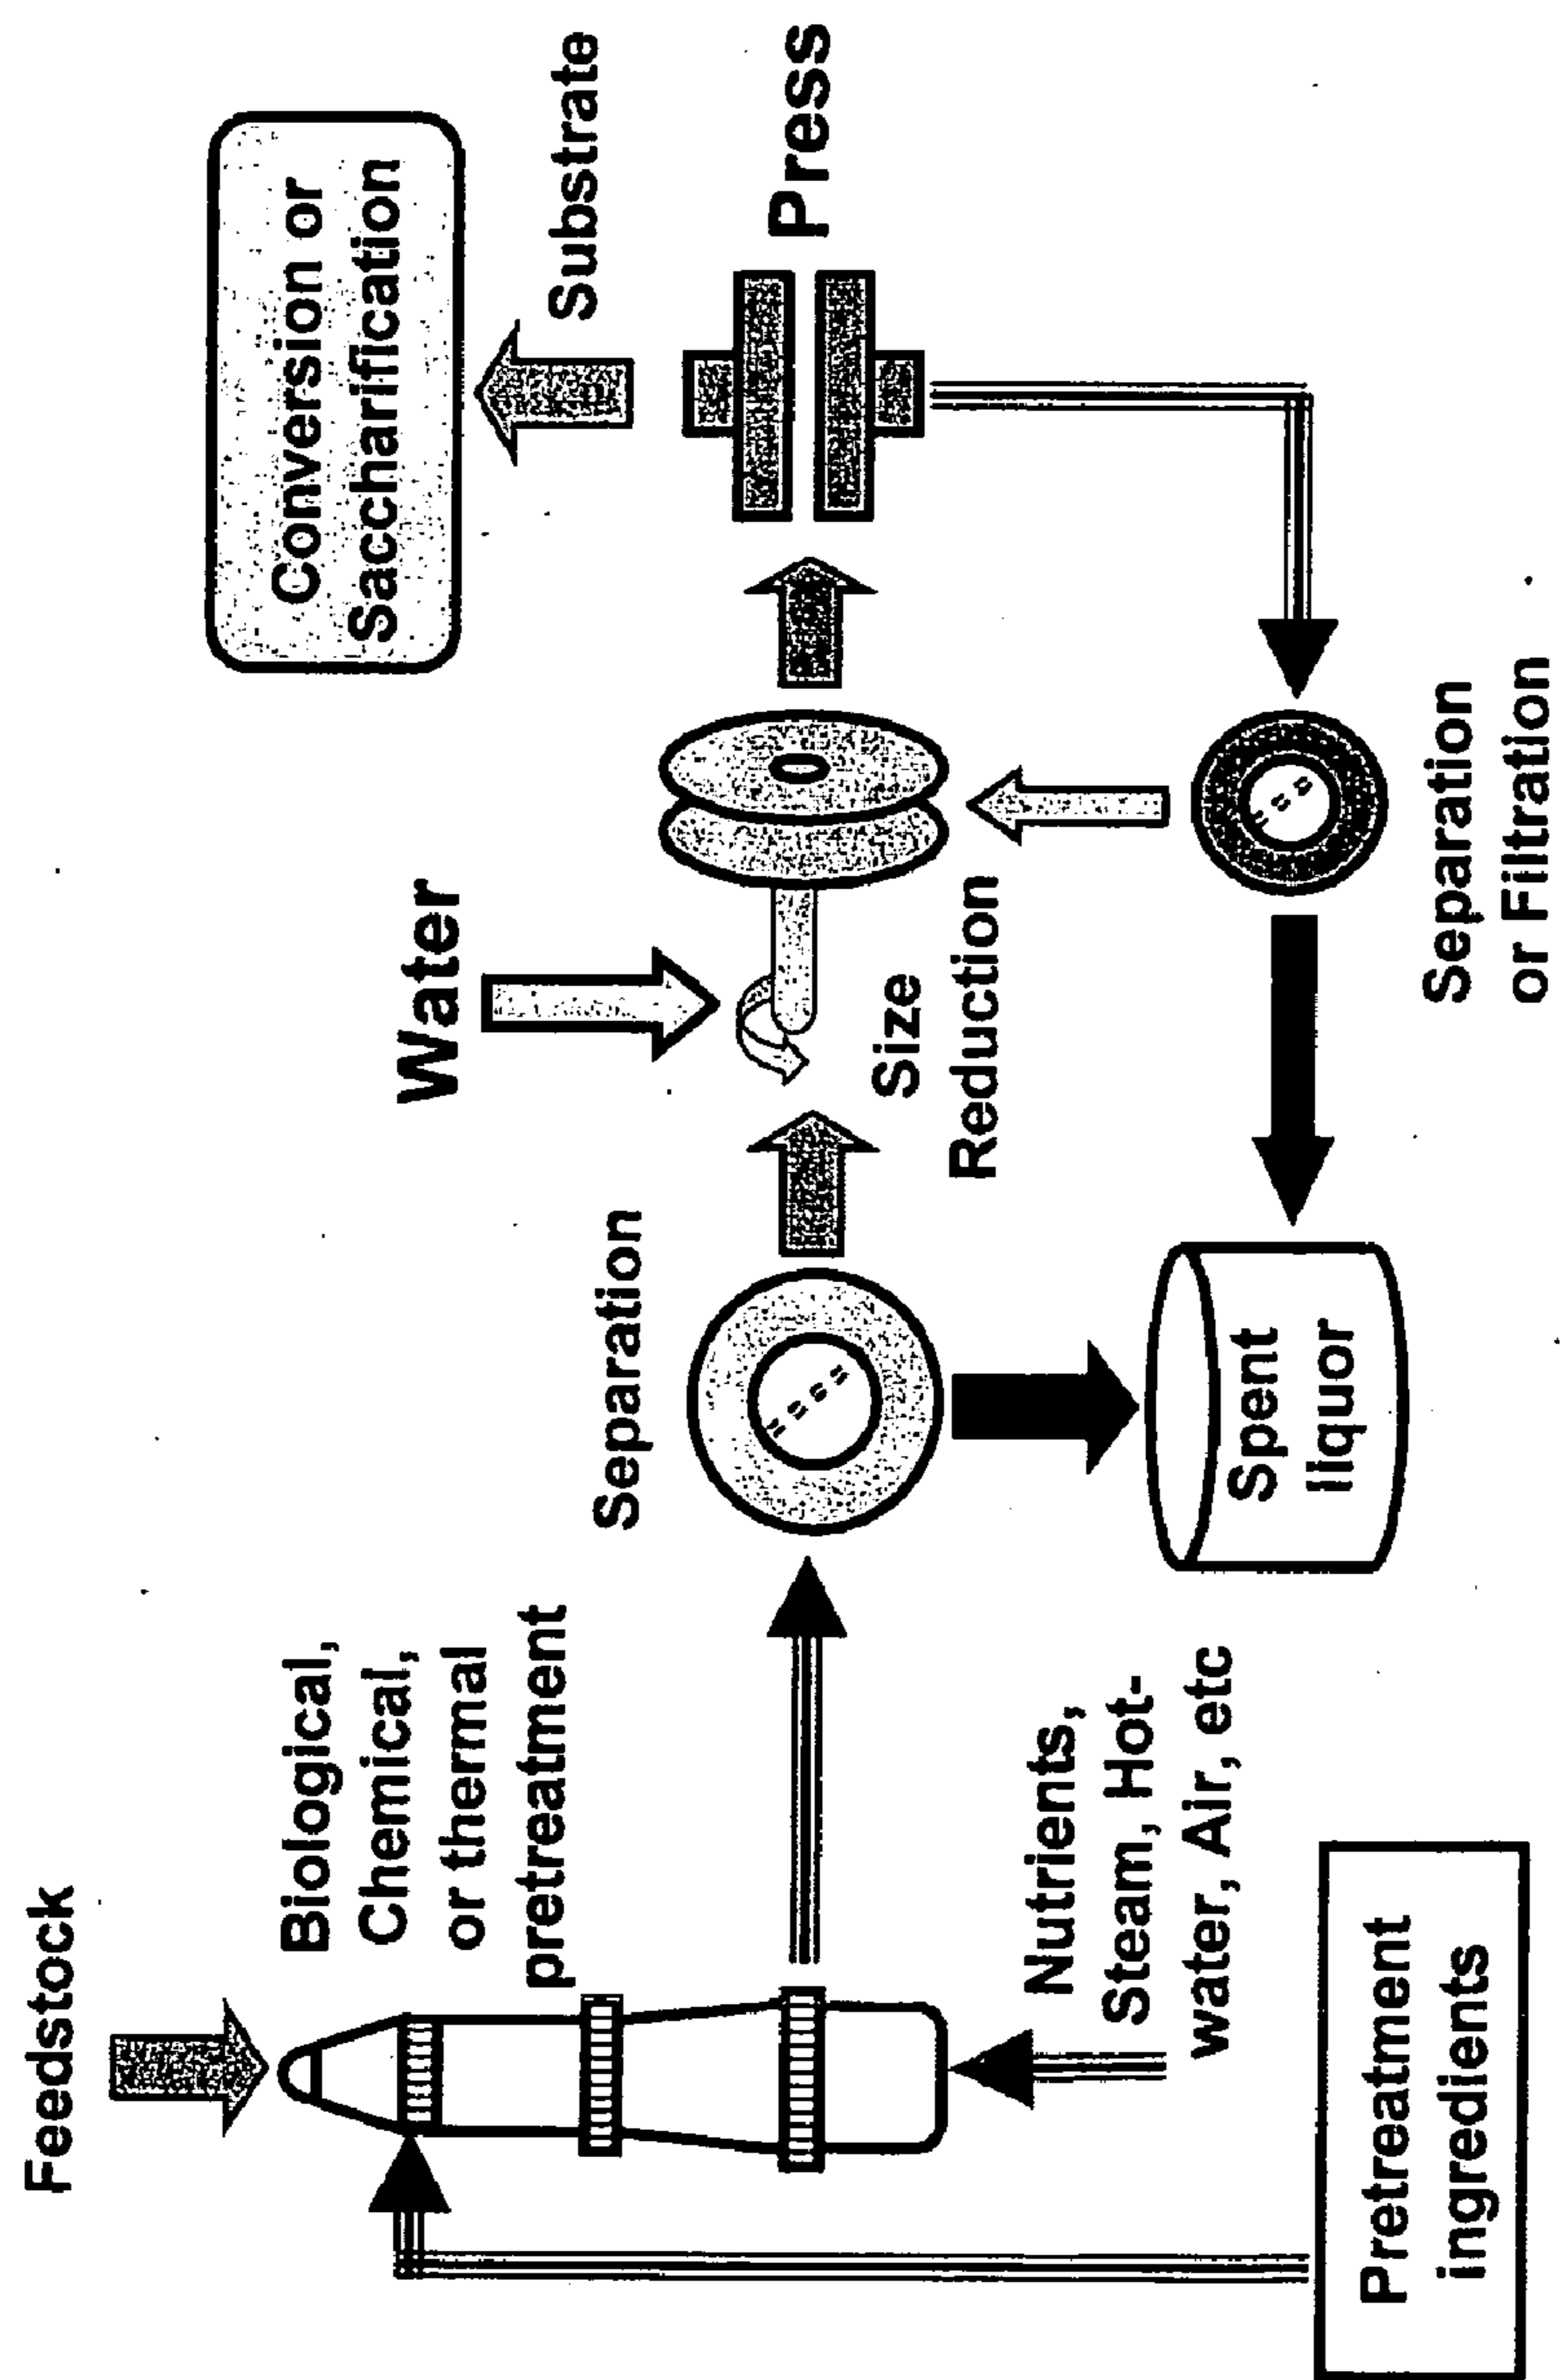 Feedstock
Biological,
Chemical,
or thermal
pretreatment
Nutrients,
Steam, Hot-
water, Air, etc
Pretreatment
ingredients
Separation
Spent
liquor
Water
Size
Reduction
Separation
or Filtration
Press
Substrate
Conversion or
Saccharification